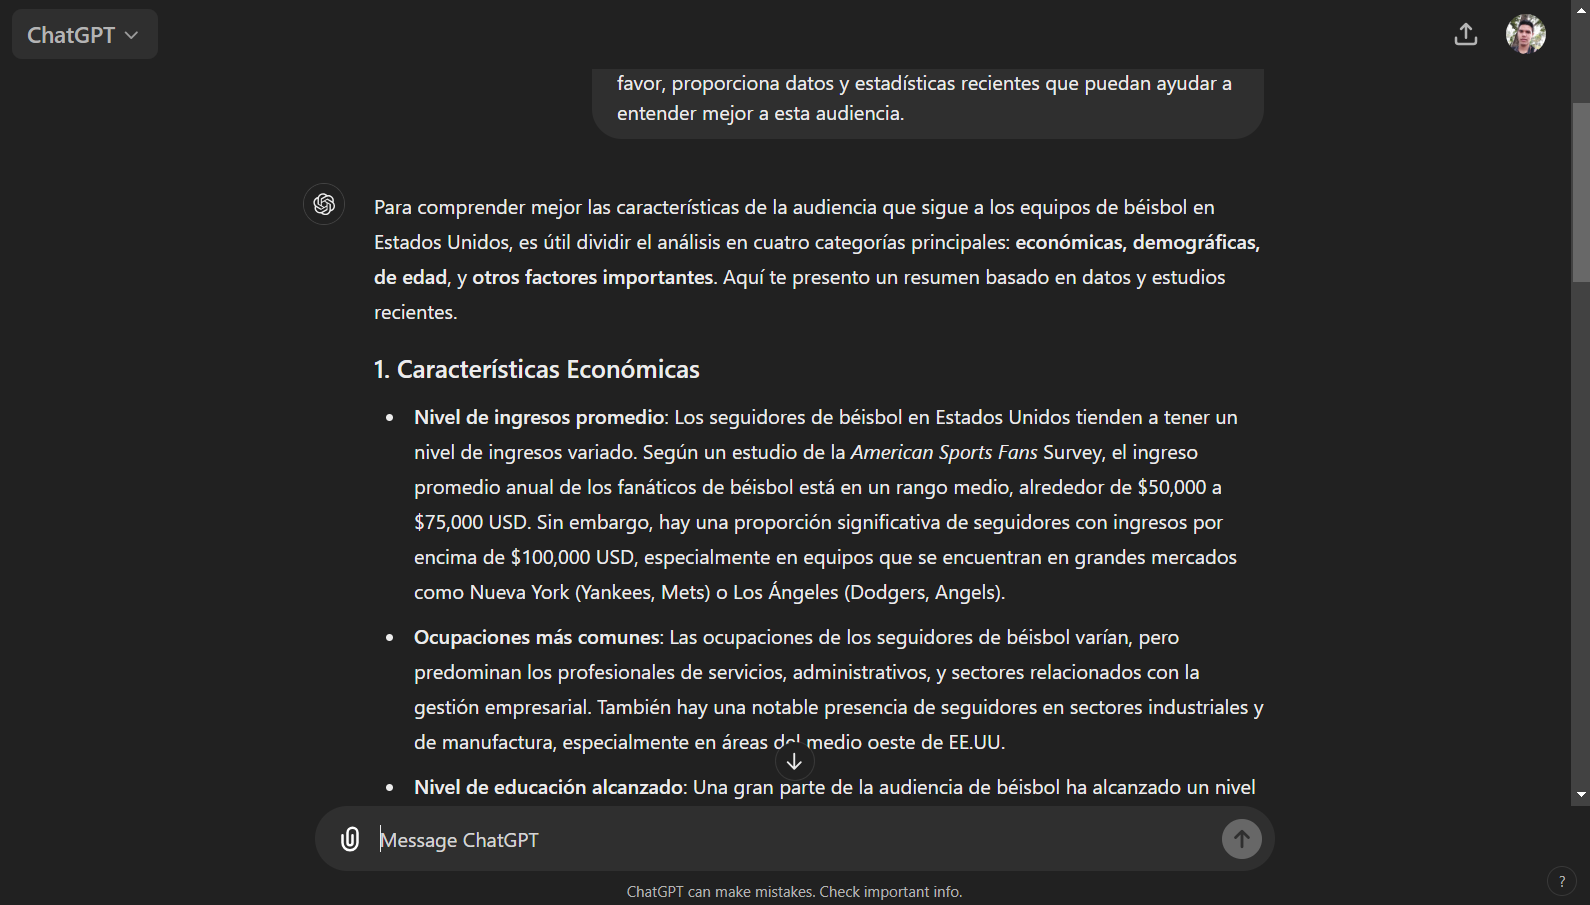 ChatGPT
favor, proporciona datos y estadísticas recientes que puedan ayudar a
entender mejor a esta audiencia.
Para comprender mejor las características de la audiencia que sigue a los equipos de béisbol en
Estados Unidos, es útil dividir el análisis en cuatro categorías principales: económicas, demográficas,
de edad, y otros factores importantes. Aquí te presento un resumen basado en datos y estudios
recientes.
1. Características Económicas
• Nivel de ingresos promedio: Los seguidores de béisbol en Estados Unidos tienden a tener un
nivel de ingresos variado. Según un estudio de la American Sports Fans Survey, el ingreso
promedio anual de los fanáticos de béisbol está en un rango medio, alrededor de $50,000 a
$75,000 USD. Sin embargo, hay una proporción significativa de seguidores con ingresos por
encima de $100,000 USD, especialmente en equipos que se encuentran en grandes mercados
como Nueva York (Yankees, Mets) o Los Ángeles (Dodgers, Angels).
• Ocupaciones más comunes: Las ocupaciones de los seguidores de béisbol varían, pero
predominan los profesionales de servicios, administrativos, y sectores relacionados con la
gestión empresarial. También hay una notable presencia de seguidores en sectores industriales y
de manufactura, especialmente en áreas del medio oeste de EE.UU.
• Nivel de educación alcanzado: Una gran parte de la audiencia de béisbol ha alcanzado un nivel
Message ChatGPT
ChatGPT can make mistakes. Check important info.
?